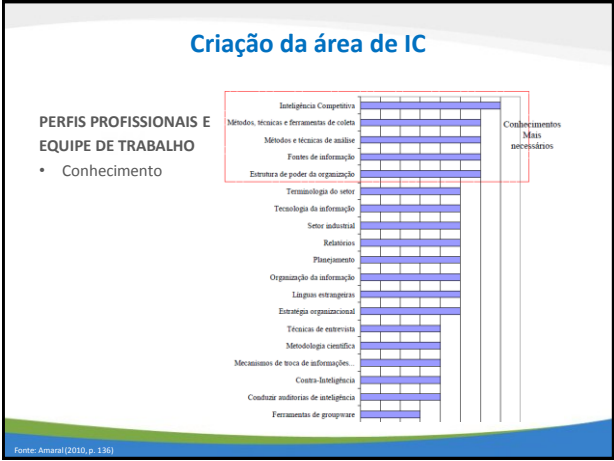 Criação da área de IC
PERFIS PROFISSIONAIS E
EQUIPE DE TRABALHO
• Conhecimento
Inteligência Competitiva
Métodos, técnicas e ferramentas de coleta
Métodos e técnicas de análise
Fontes de informação
Estrutura de poder da organização
Terminologia do setor
Tecnologia da informação
Setor industrial
Relatórios
Planejamento
Organização da informação
Línguas estrangeiras
Estratégia organizacional
Técnicas de entrevista
Metodologia científica
Mecanismos de troca de informações...
Contra-Inteligência
Conduzir auditorias de inteligência
Ferramentas de groupware
Conhecimentos
Mais
necessários
Fonte: Amaral (2010, p. 136)